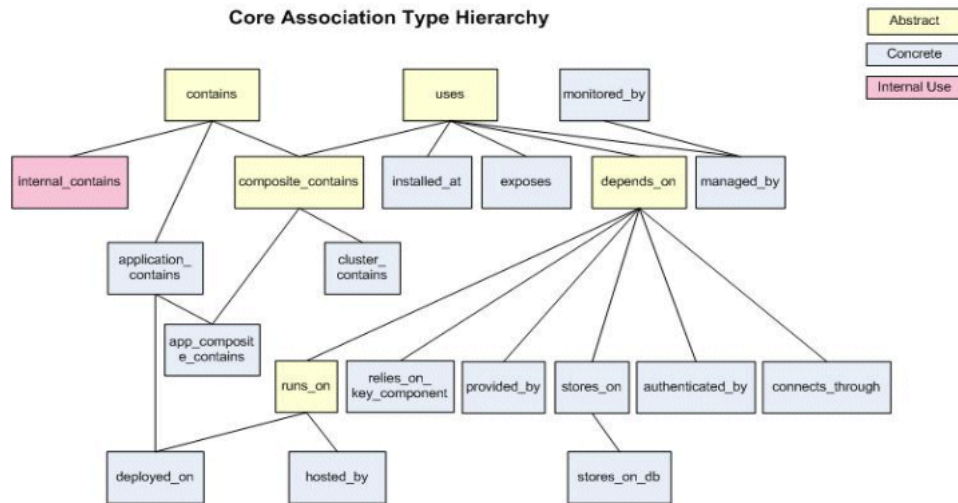 Core Association Type Hierarchy
Abstract
Concrete
Internal Use
contains
uses
monitored_by
internal_contains
composite_contains
installed_at
exposes
depends_on
managed_by
application_
contains
cluster_
contains
app_composit
e_contains
runs_on
relies_on_
key_component
provided_by
stores_on
authenticated_by
connects_through
deployed_on
hosted_by
stores_on_db